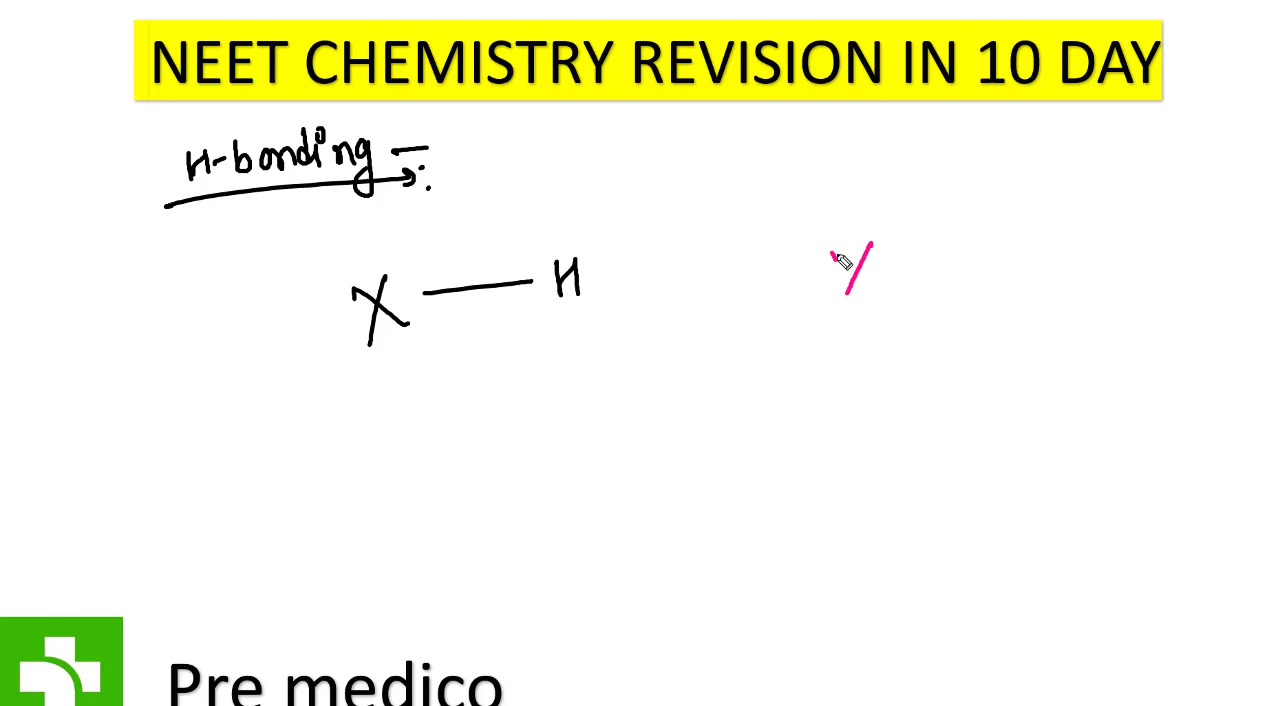 NEET CHEMISTRY REVISION IN 10 DAY
H-bonding -:
X — H
Pre medico